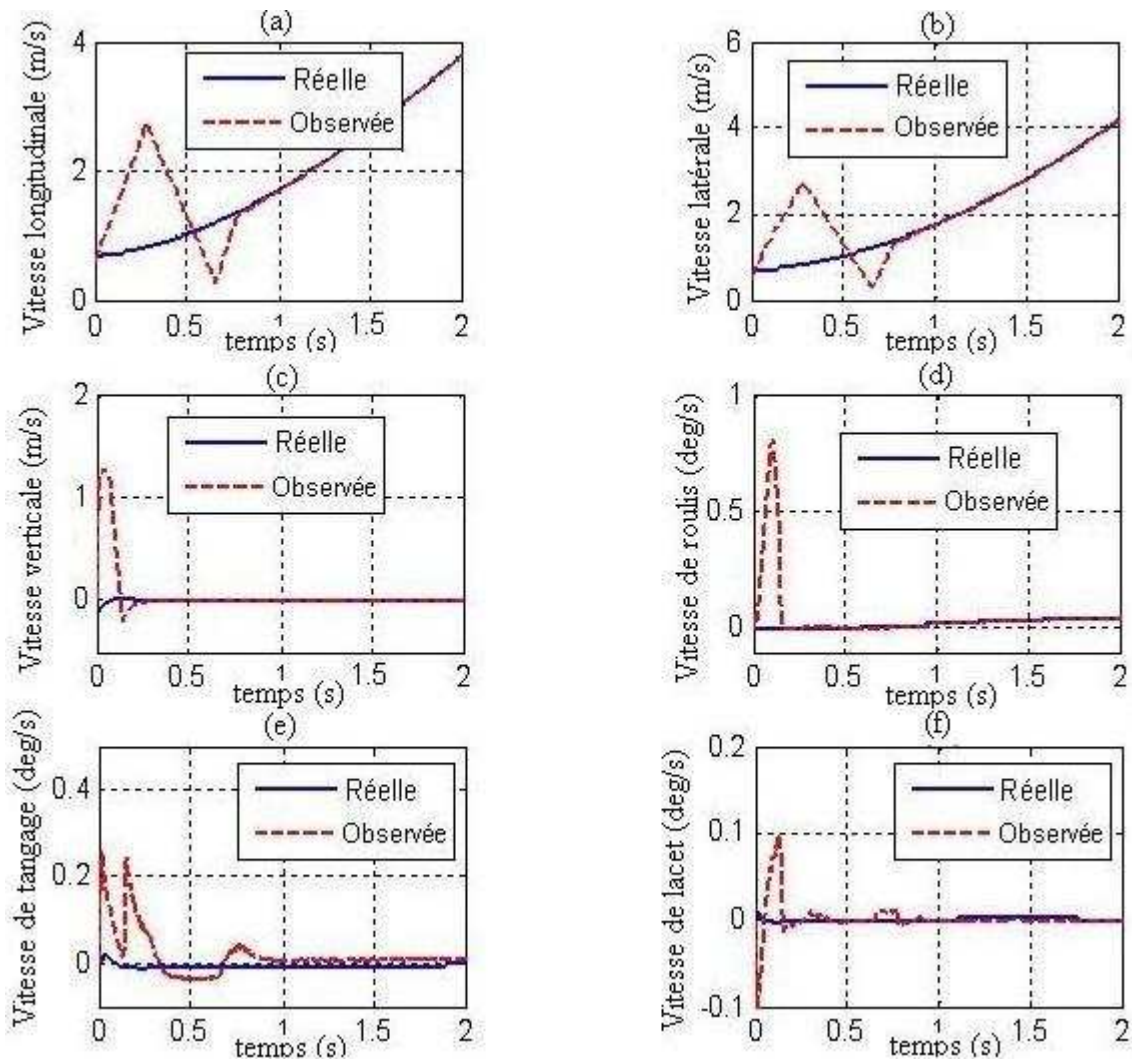 (a)
Vitesse longitudinale (m/s)
4
2
0
Réelle
Observée
0 0.5 1 1.5 2
temps (s)
(b)
Vitesse latérale (m/s)
6
4
2
0
Réelle
Observée
0 0.5 1 1.5 2
temps (s)
(c)
Vitesse verticale (m/s)
2
1
0
Réelle
Observée
0 0.5 1 1.5 2
temps (s)
(d)
Vitesse de roulis (deg/s)
1
0.5
0
Réelle
Observée
0 0.5 1 1.5 2
temps (s)
(e)
Vitesse de tangage (deg/s)
0.4
0.2
0
Réelle
Observée
0 0.5 1 1.5 2
temps (s)
(f)
Vitesse de lacet (deg/s)
0.2
0.1
0
-0.1
Réelle
Observée
0 0.5 1 1.5 2
temps (s)